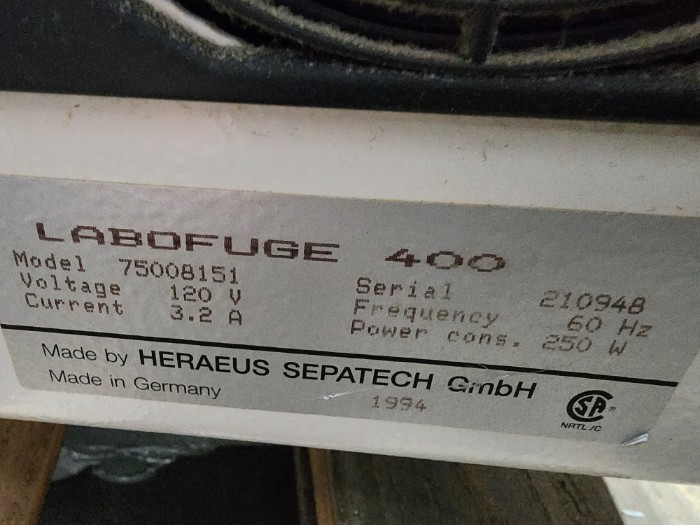 LABOFUGE 400
Model 75008151 Serial 210948
Voltage 120 V Frequency 60 Hz
Current 3.2 A Power cons. 250 W
Made by HERAEUS SEPATECH GmbH
Made in Germany 1994
SA
NRTL/C